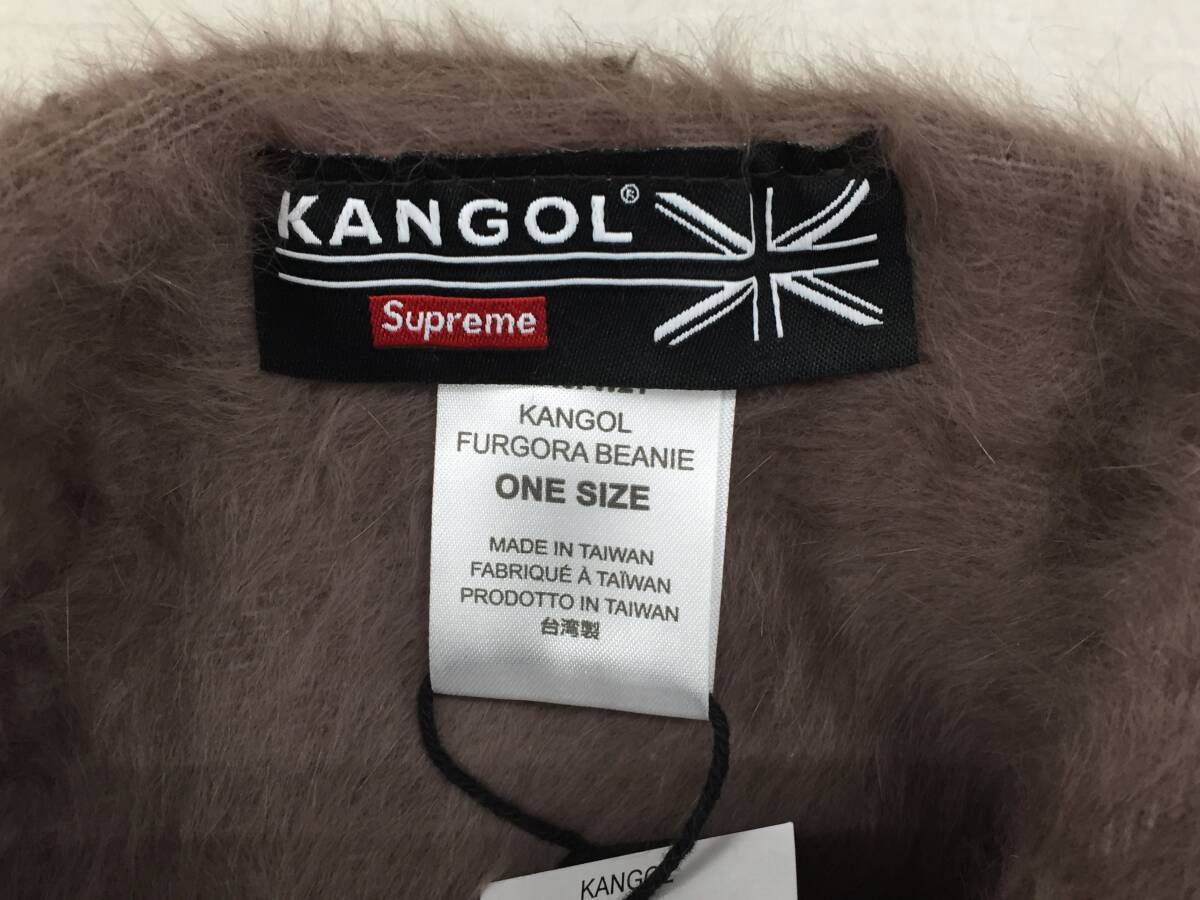 KANGOL®
Supreme
KANGOL
FURGORA BEANIE
ONE SIZE
MADE IN TAIWAN
FABRIQUÉ À TAÏWAN
PRODOTTO IN TAIWAN
台湾製
KANGOL